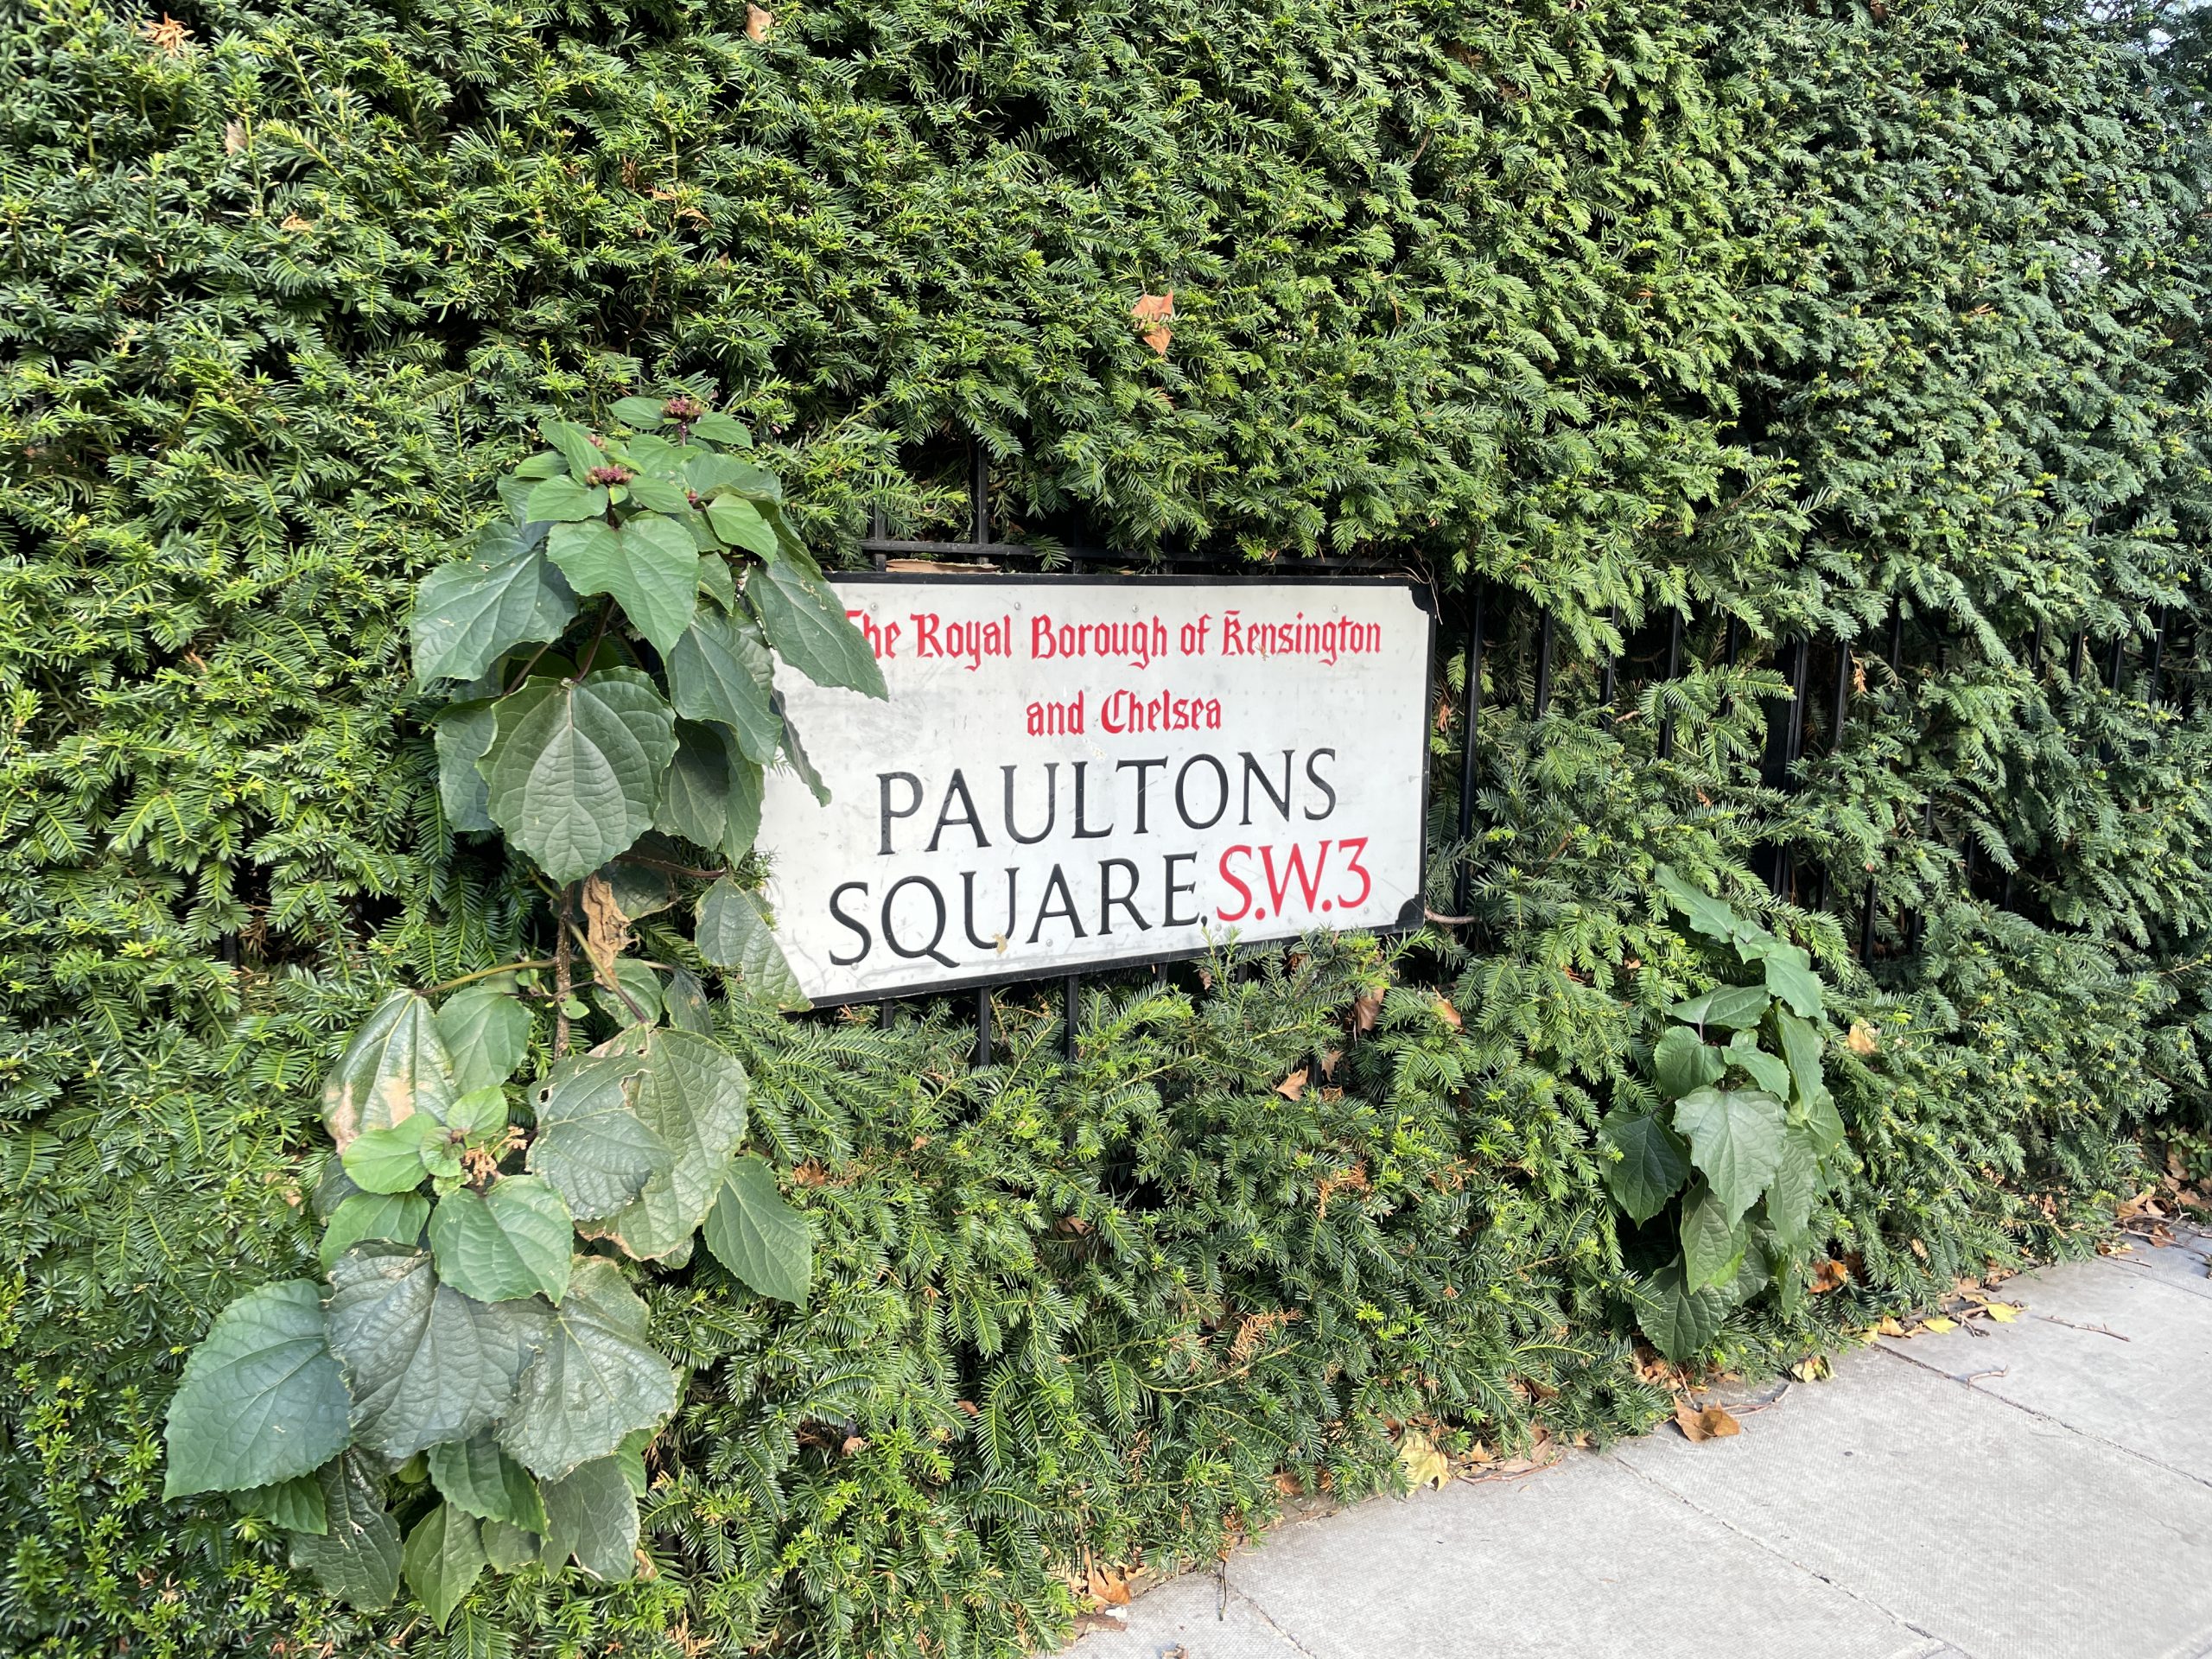 The Royal Borough of Kensington
and Chelsea
PAULTONS
SQUARE. S.W.3